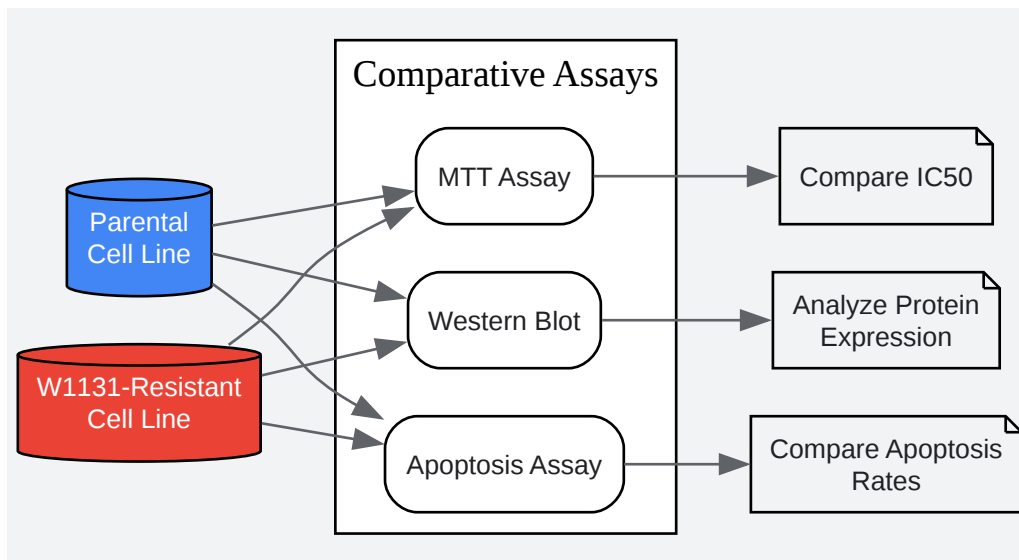 Comparative Assays
Parental
Cell Line
W1131-Resistant
Cell Line
MTT Assay
Western Blot
Apoptosis Assay
Compare IC50
Analyze Protein
Expression
Compare Apoptosis
Rates